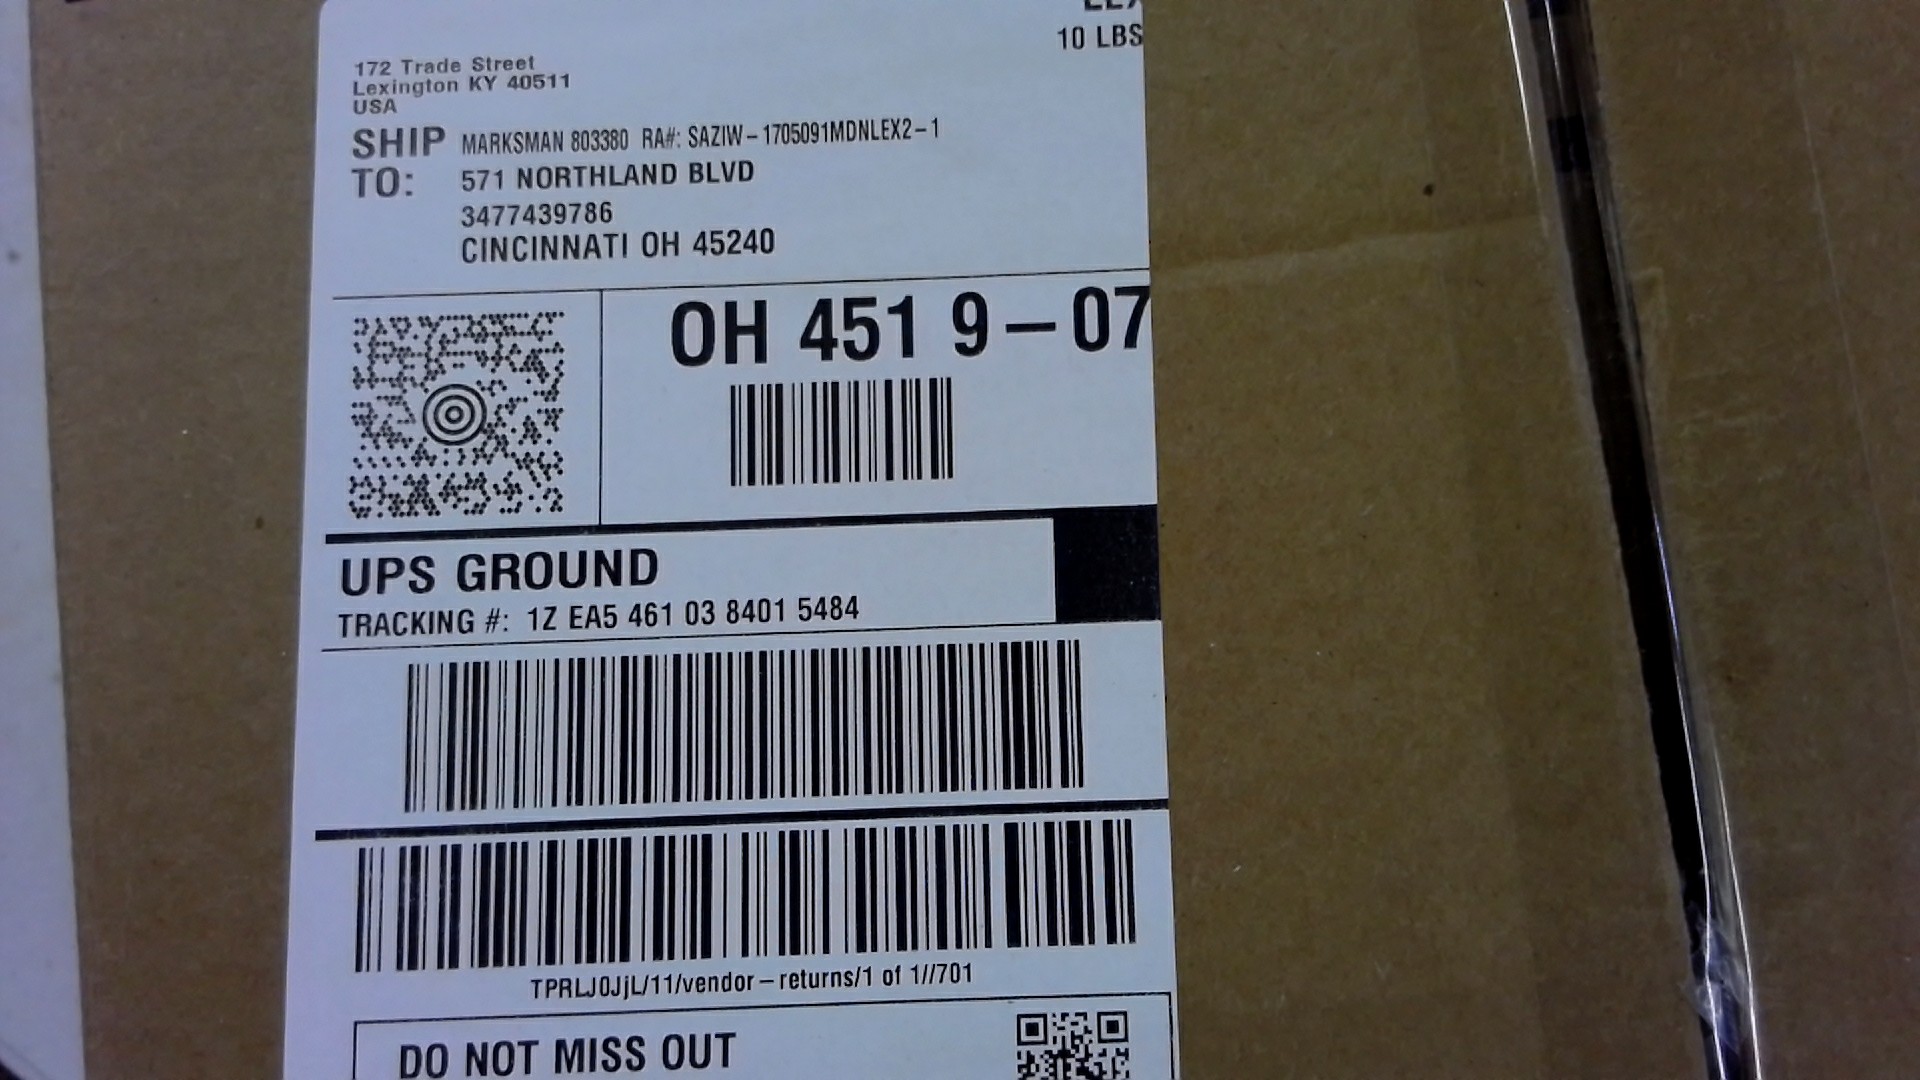 10 LBS
172 Trade Street
Lexington KY 40511
USA
SHIP TO: MARKSMAN 803380 RA#: SAZIW-1705091MDNLEX2-1
571 NORTHLAND BLVD
3477439786
CINCINNATI OH 45240
OH 451 9-07
UPS GROUND
TRACKING #: 1Z EA5 461 03 8401 5484
TPRLJ0JjL/11/vendor-returns/1 of 1//701
DO NOT MISS OUT